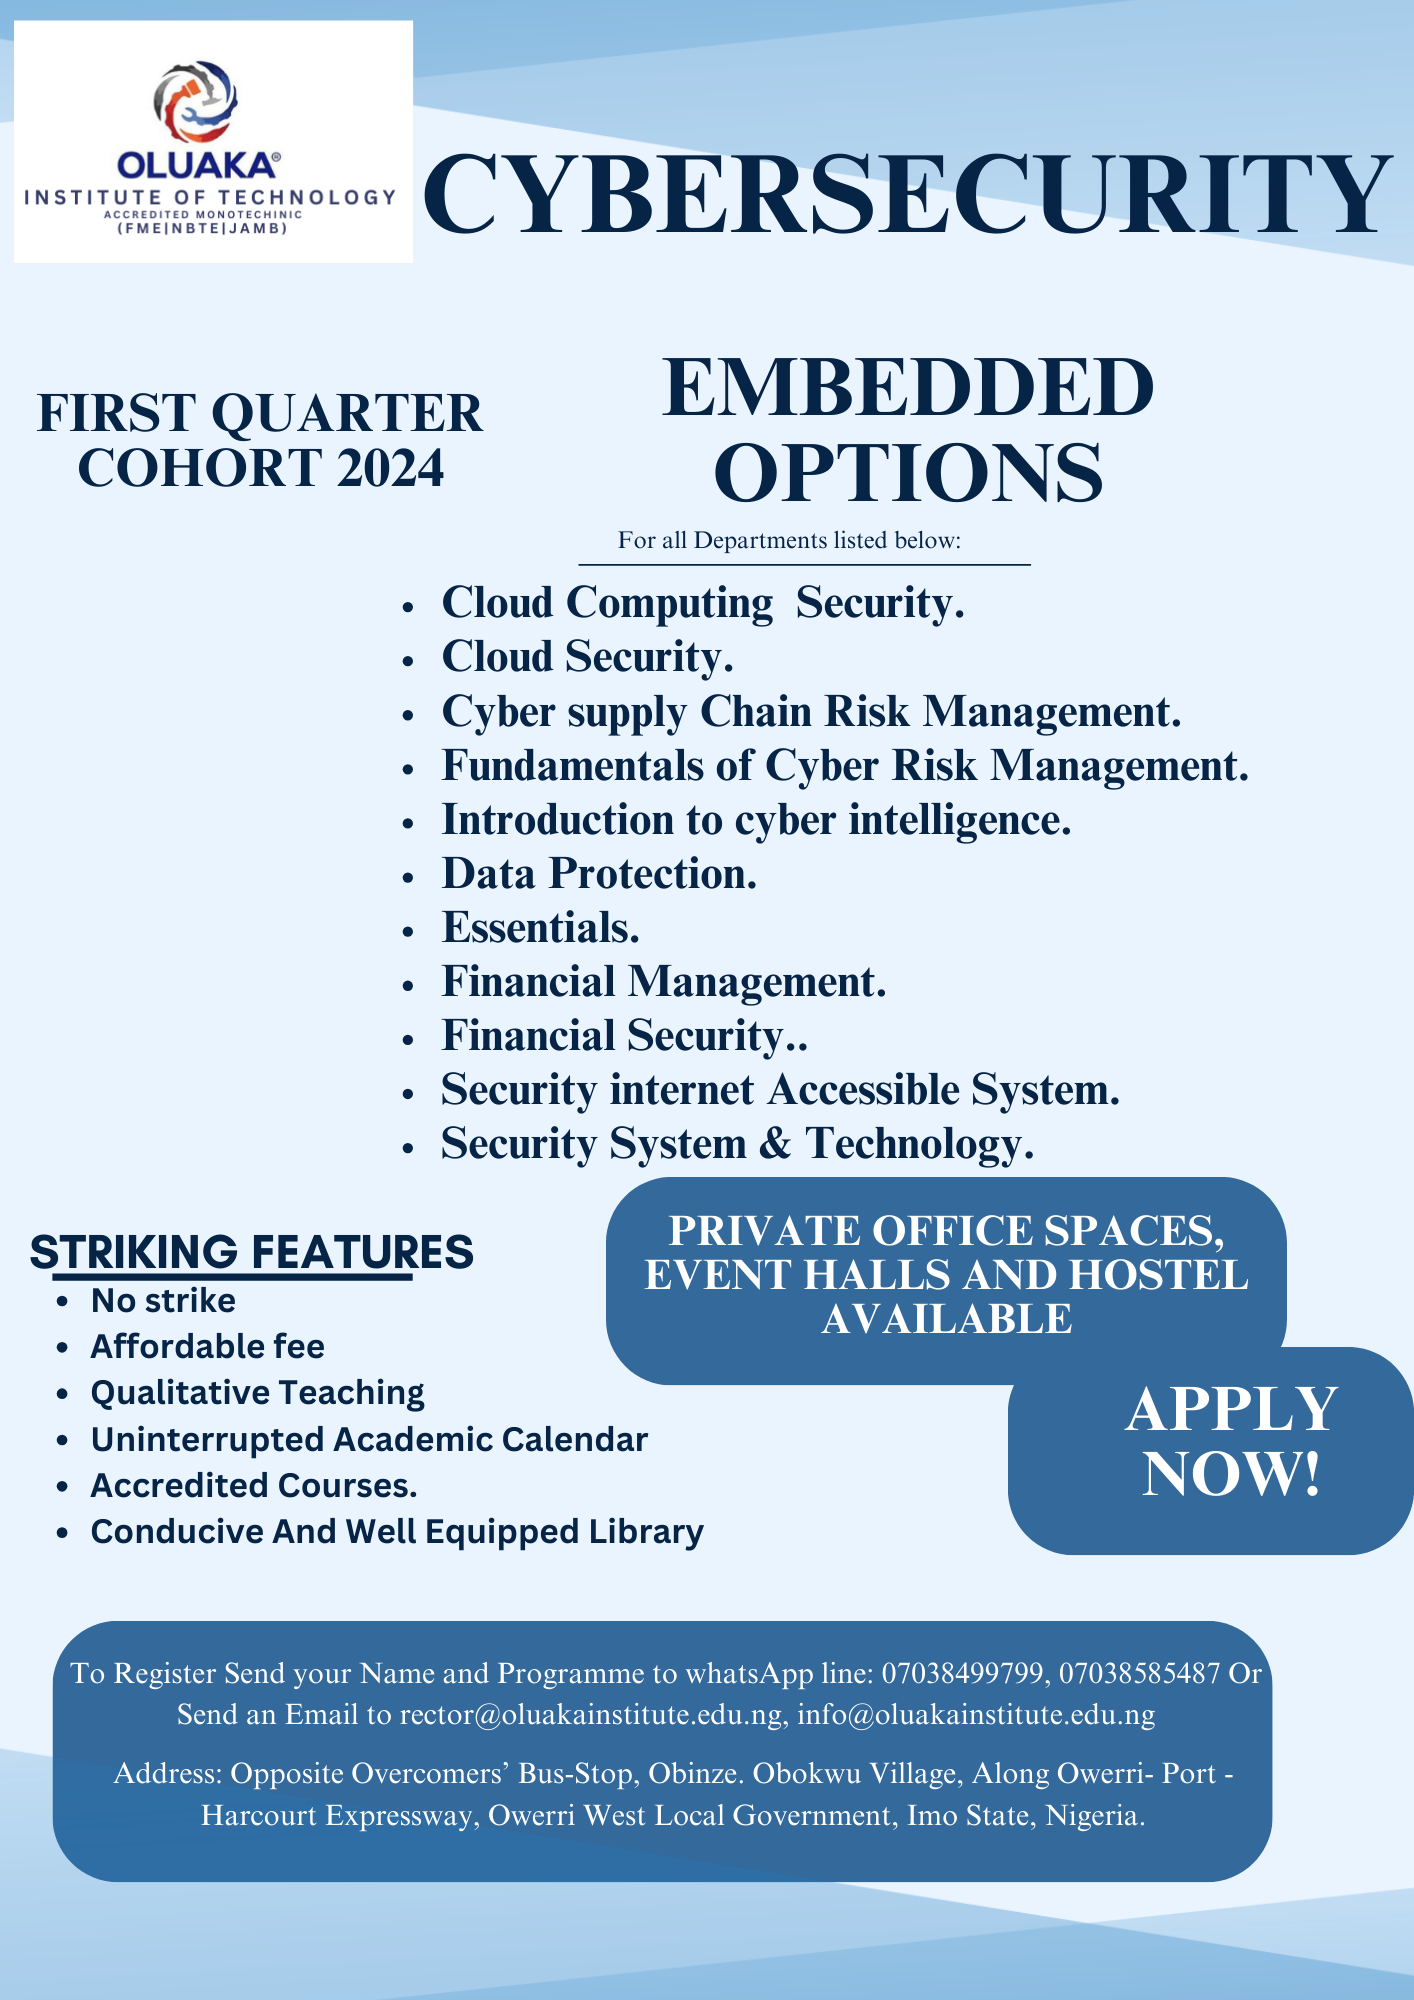 OLUAKA®
INSTITUTE OF TECHNOLOGY
ACCREDITED MONOTECHINIC
(FME|NBTE|JAMB)
CYBERSECURITY
FIRST QUARTER
COHORT 2024
EMBEDDED
OPTIONS
For all Departments listed below:
• Cloud Computing  Security.
• Cloud Security.
• Cyber supply Chain Risk Management.
• Fundamentals of Cyber Risk Management.
• Introduction to cyber intelligence.
• Data Protection.
• Essentials.
• Financial Management.
• Financial Security..
• Security internet Accessible System.
• Security System & Technology.
PRIVATE OFFICE SPACES,
EVENT HALLS AND HOSTEL
AVAILABLE
APPLY
NOW!
STRIKING FEATURES
• No strike
• Affordable fee
• Qualitative Teaching
• Uninterrupted Academic Calendar
• Accredited Courses.
• Conducive And Well Equipped Library
To Register Send your Name and Programme to whatsApp line: 07038499799, 07038585487 Or
Send an Email to rector@oluakainstitute.edu.ng, info@oluakainstitute.edu.ng
Address: Opposite Overcomers’ Bus-Stop, Obinze. Obokwu Village, Along Owerri- Port -
Harcourt Expressway, Owerri West Local Government, Imo State, Nigeria.